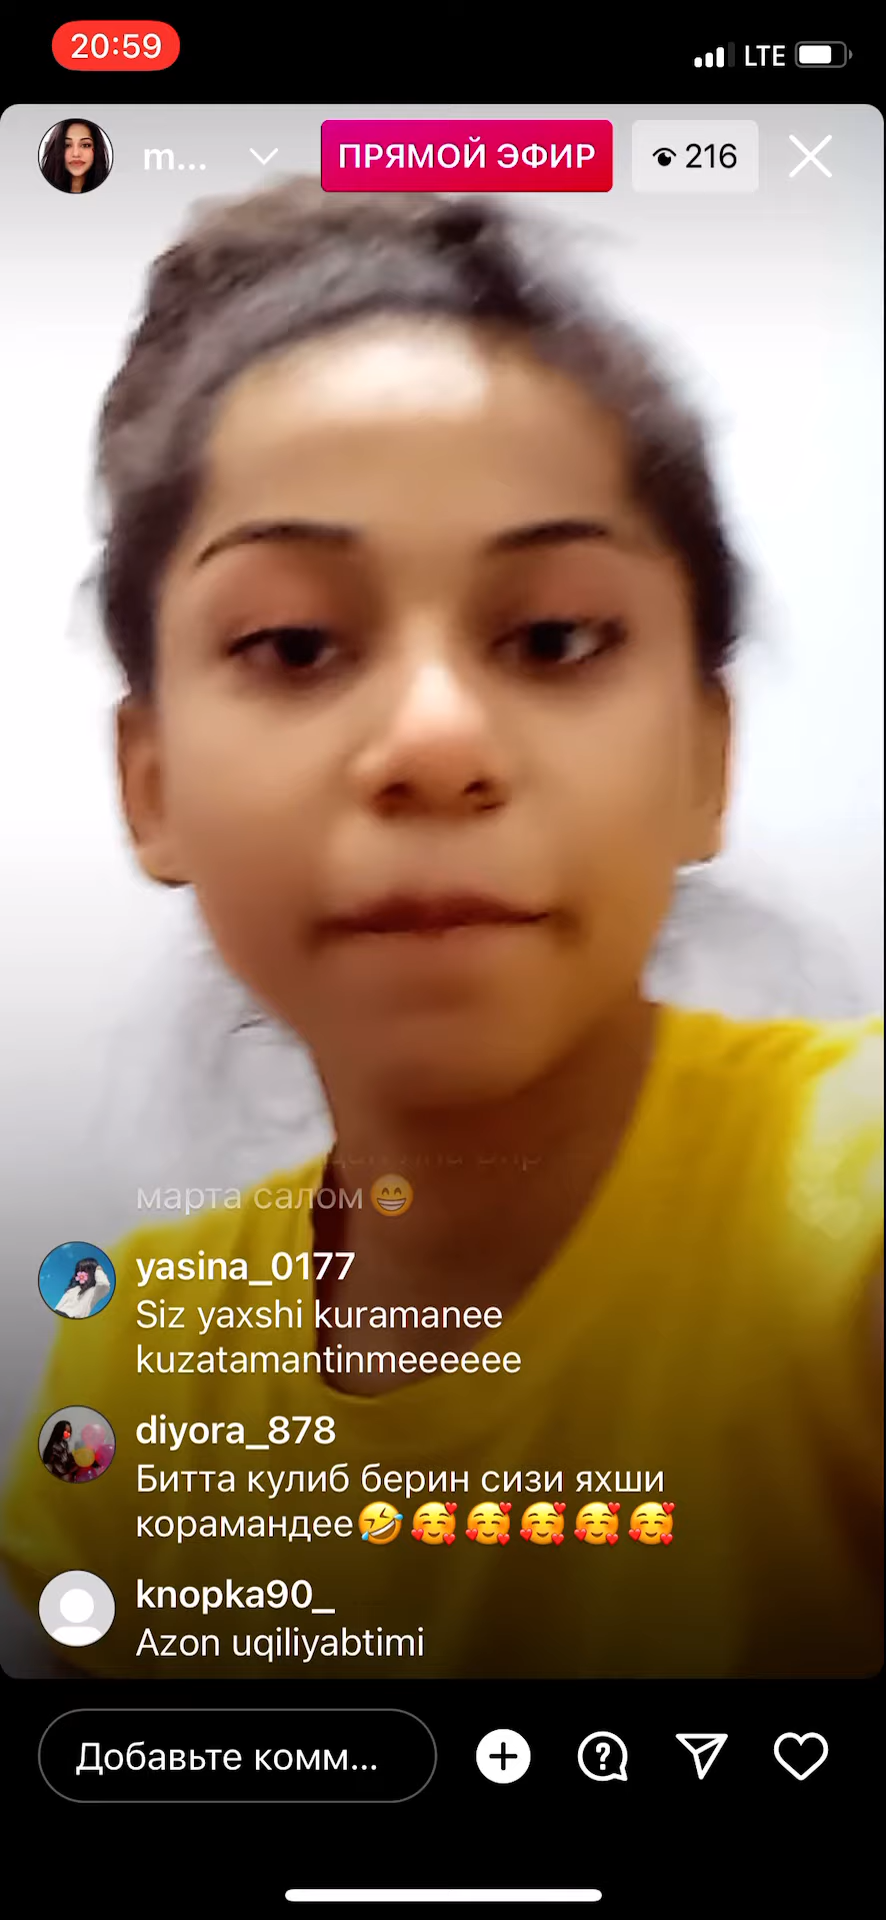 20:59
LTE
m...
ПРЯМОЙ ЭФИР
216
марта салом😄
yasina_0177
Siz yaxshi kuramanee
kuzatamantinmeeeeee
diyora_878
Битта кулиб берин сизи яхши
корамандее🤣🥰🥰🥰🥰🥰
knopka90_
Azon uqiliyabtimi
Добавьте комм...